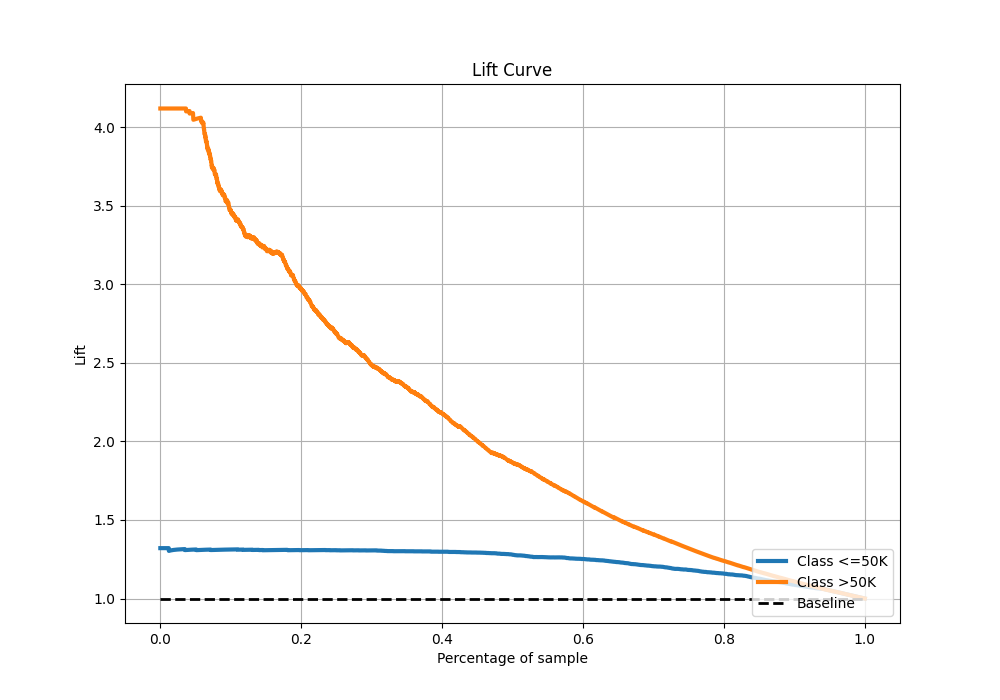 Lift Curve
Lift
4.0
3.5
3.0
2.5
2.0
1.5
1.0
Class <=50K
Class >50K
Baseline
0.0 0.2 0.4 0.6 0.8 1.0
Percentage of sample